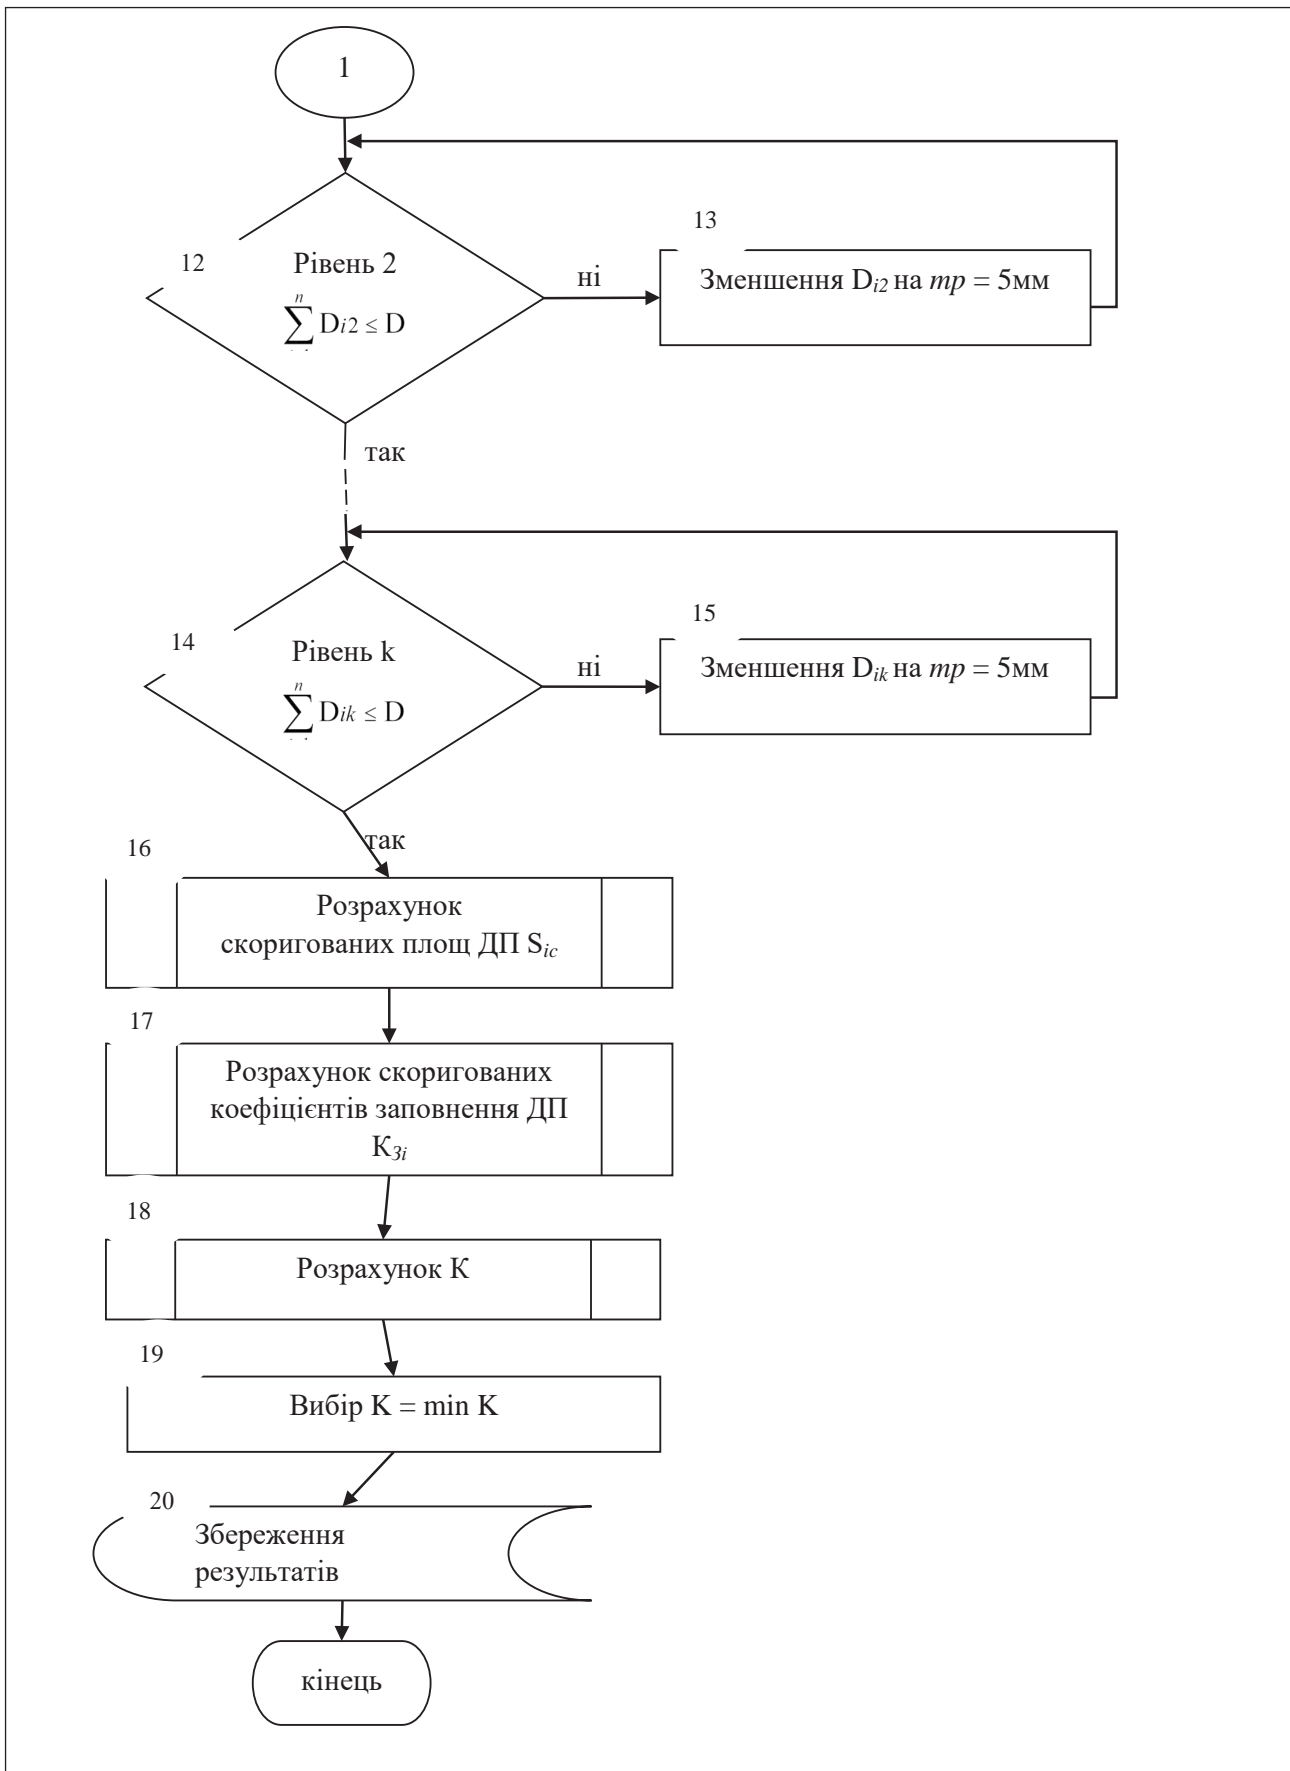 1
12
Рівень 2
n
∑ Di2 ≤ D
ні
13
Зменшення Di2 на mp = 5мм
так
14
Рівень k
n
∑ Dik ≤ D
ні
15
Зменшення Dik на mp = 5мм
так
16
Розрахунок
скоригованих площ ДП Sic
17
Розрахунок скоригованих
коефіцієнтів заповнення ДП
КЗі
18
Розрахунок К
19
Вибір K = min K
20
Збереження
результатів
кінець